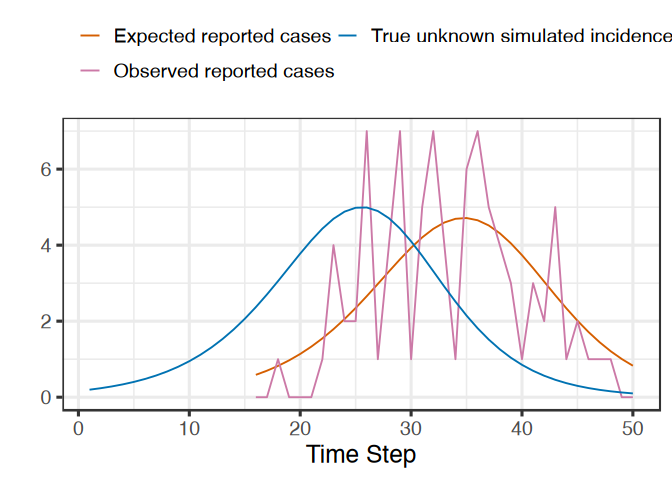 Expected reported cases
True unknown simulated incidence
Observed reported cases
6
4
2
0
0 10 20 30 40 50
Time Step